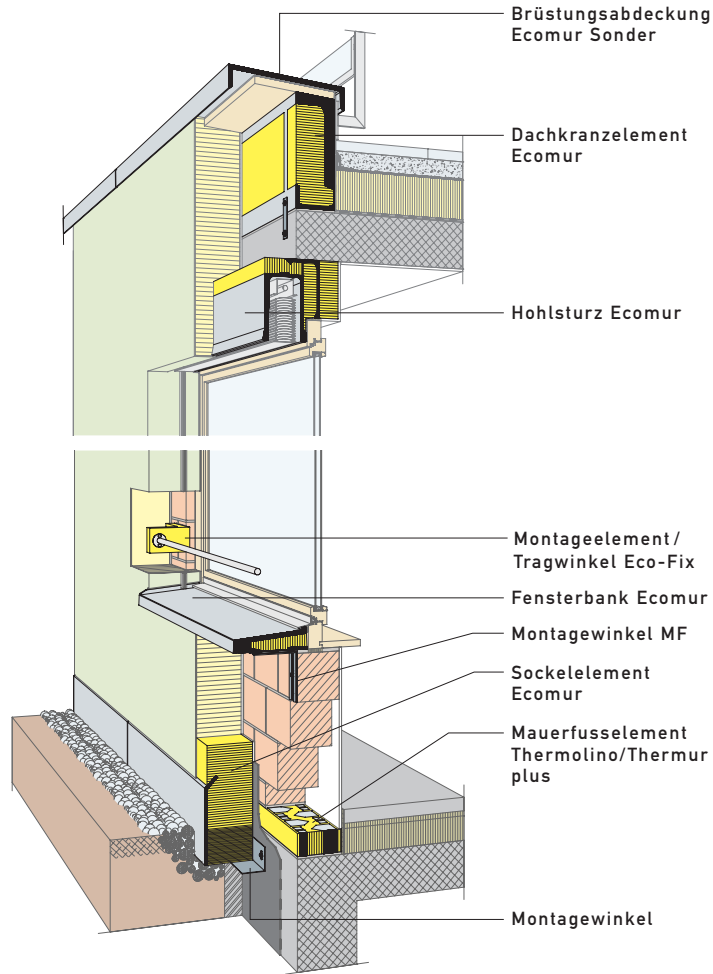 Brüstungsabdeckung
Ecomur Sonder
Dachkranzelement
Ecomur
Hohlsturz Ecomur
Montageelement /
Tragwinkel Eco-Fix
Fensterbank Ecomur
Montagewinkel MF
Sockelelement
Ecomur
Mauerfusselement
Thermolino/Thermur
plus
Montagewinkel